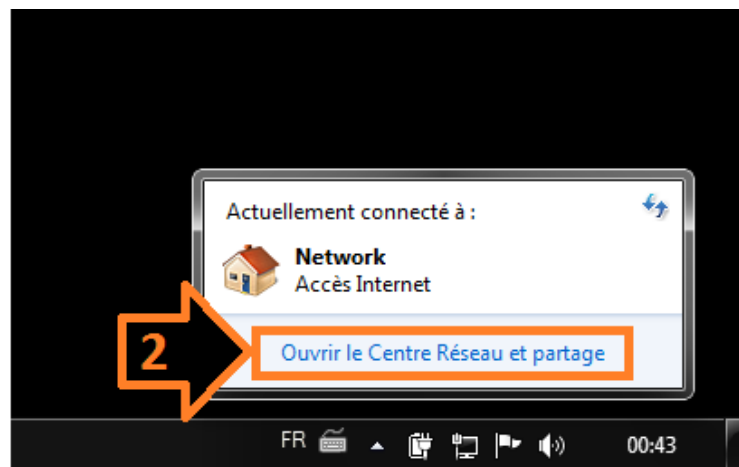 Actuellement connecté à :
Network
Accès Internet
2
Ouvrir le Centre Réseau et partage
FR
00:43